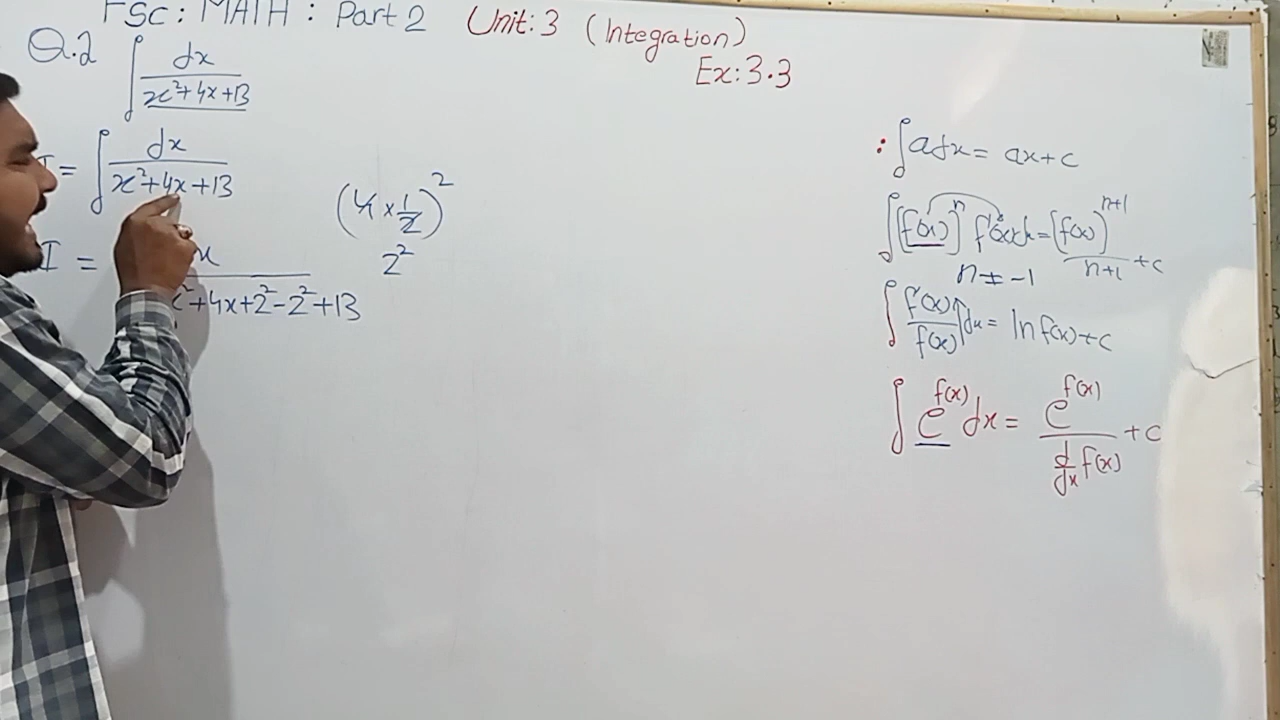 FSc: MATH: Part 2 Unit: 3 (Integration)
Ex: 3.3
Q.2 ∫ dx / (x²+4x+13)
I = ∫ dx / (x²+4x+13)
(4 × 1/2)²
2²
I = x / x²+4x+2²-2²+13
: ∫ a dx = ax+c
∫ [f(x)]ⁿ f'(x)dx = [f(x)]ⁿ⁺¹ / n+1 + c
n ≠ -1
∫ f'(x) / f(x) dx = ln f(x) + c
∫ e^f(x) dx = e^f(x) / (d/dx f(x)) + c